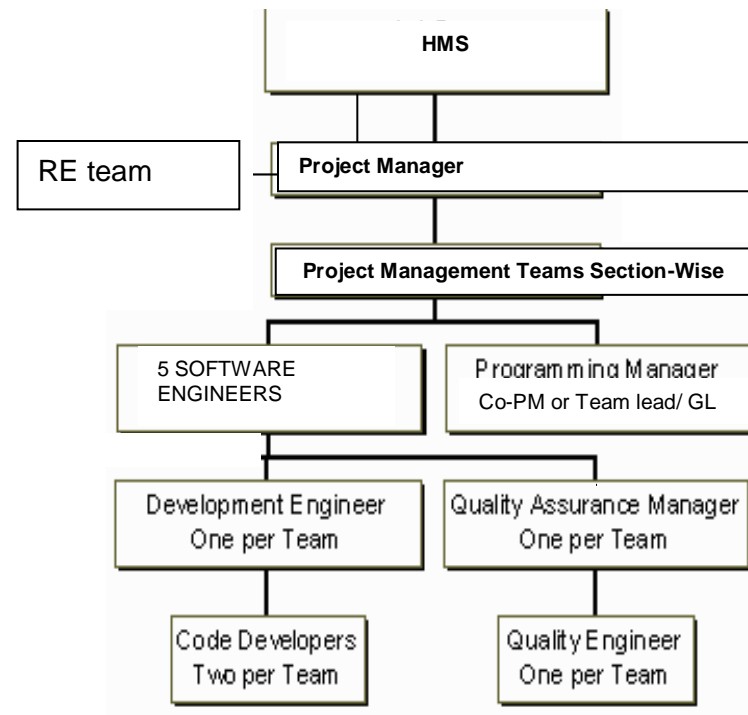 HMS
RE team
Project Manager
Project Management Teams Section-Wise
5 SOFTWARE
ENGINEERS
Programming Manager
Co-PM or Team lead/ GL
Development Engineer
One per Team
Quality Assurance Manager
One per Team
Code Developers
Two per Team
Quality Engineer
One per Team